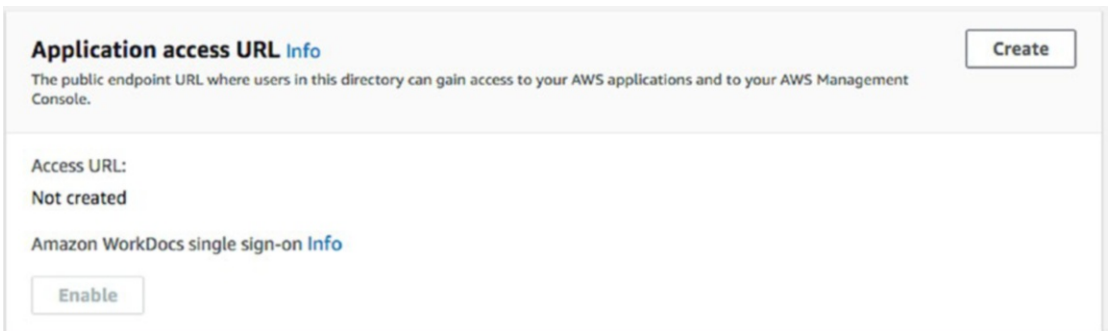 Application access URL Info
Create
The public endpoint URL where users in this directory can gain access to your AWS applications and to your AWS Management
Console.
Access URL:
Not created
Amazon WorkDocs single sign-on Info
Enable